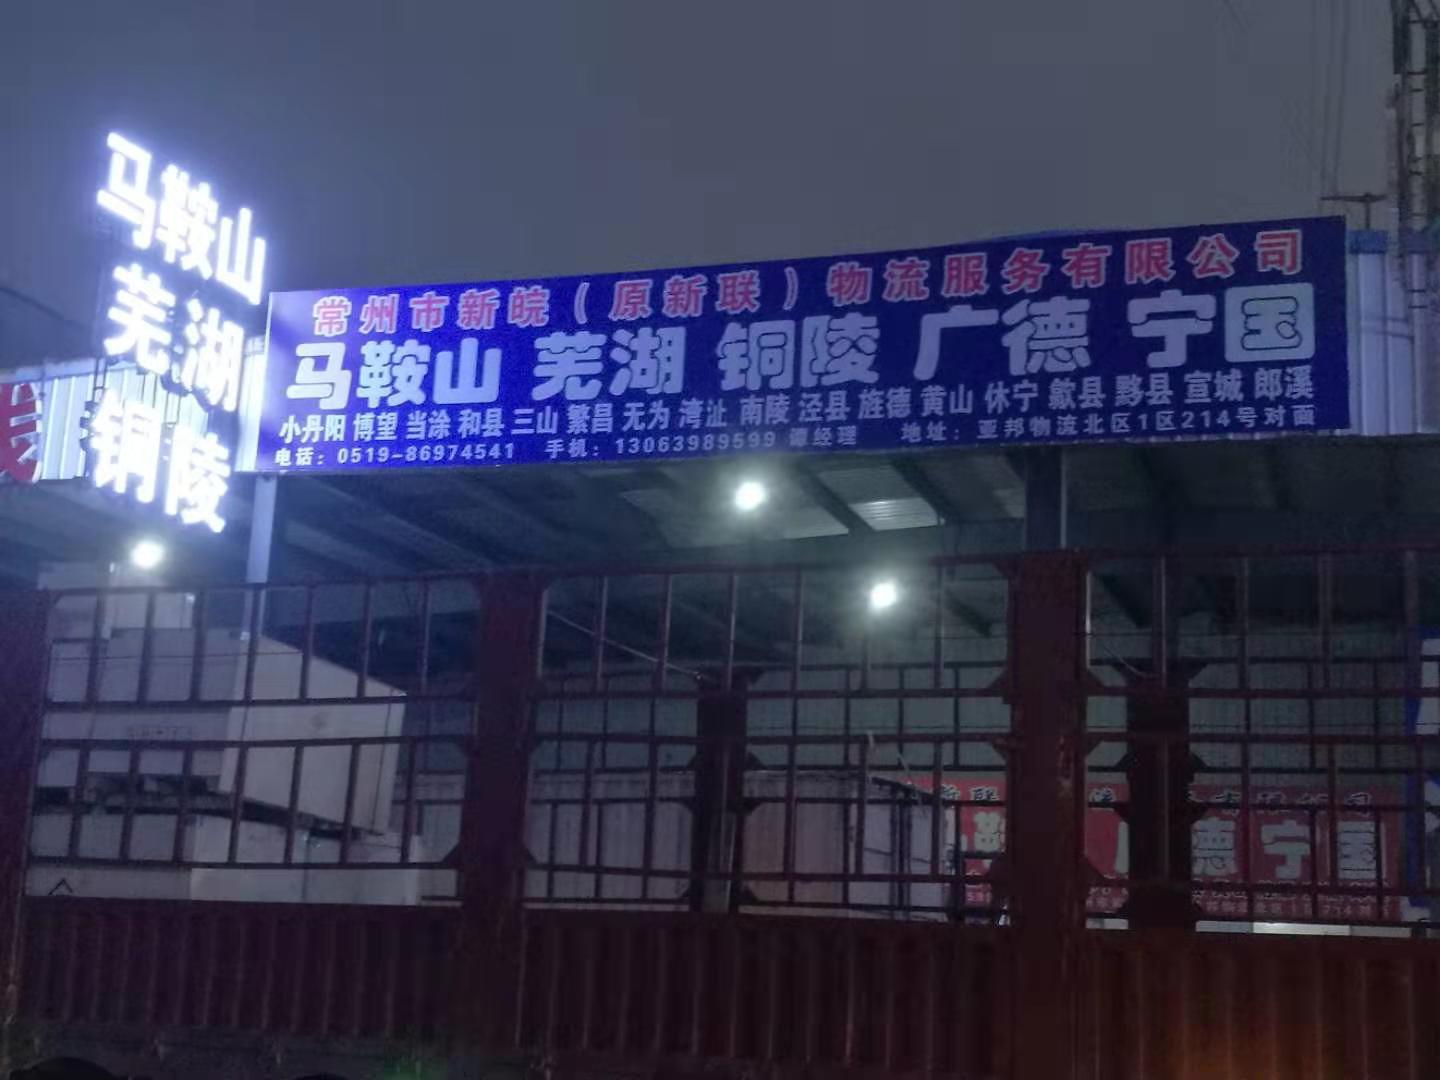 马鞍山
芜湖
铜陵
常州市新皖（原新联）物流服务有限公司
马鞍山 芜湖 铜陵 广德 宁国
小丹阳 博望 当涂 和县 三山 繁昌 无为 湾沚 南陵 泾县 旌德 黄山 休宁 歙县 黟县 宣城 郎溪
电话：0519-86974541 手机：13063989599 谭经理 地址：亚邦物流北区1区214号对面
德 宁国